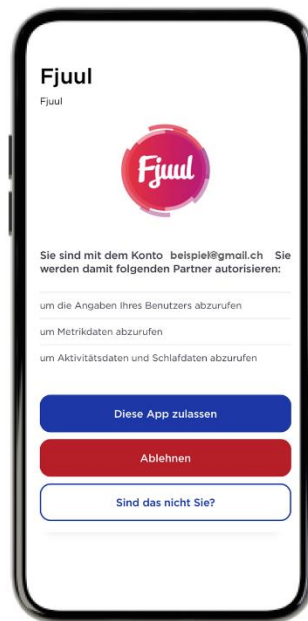 Fjuul
Fjuul
Fjuul
Sie sind mit dem Konto beispiel@gmail.ch Sie
werden damit folgenden Partner autorisieren:
um die Angaben Ihres Benutzers abzurufen
um Metrikdaten abzurufen
um Aktivitätsdaten und Schlafdaten abzurufen
Diese App zulassen
Ablehnen
Sind das nicht Sie?